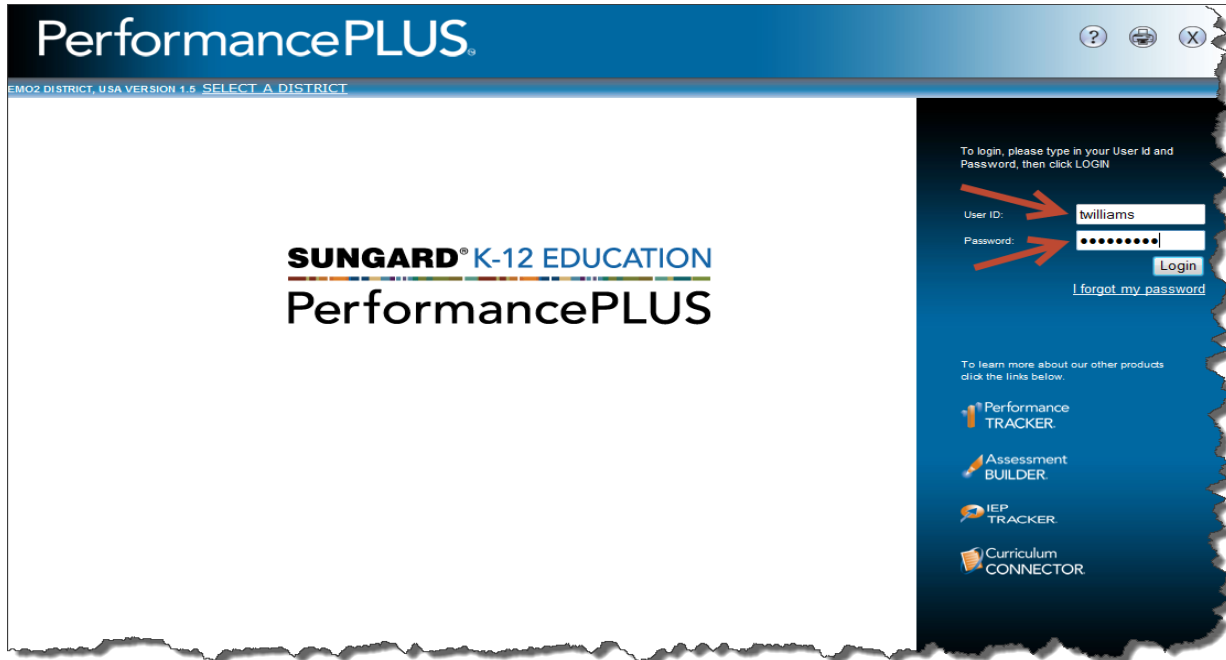 PerformancePLUS
EMO2 DISTRICT, USA VERSION 1.5 SELECT A DISTRICT
To login, please type in your User Id and
Password, then click LOGIN
User ID: twilliams
Password: ●●●●●●●●●
Login
I forgot my password
SUNGARD® K-12 EDUCATION
PerformancePLUS
To learn more about our other products
click the links below.
Performance
TRACKER.
Assessment
BUILDER.
IEP
TRACKER.
Curriculum
CONNECTOR.